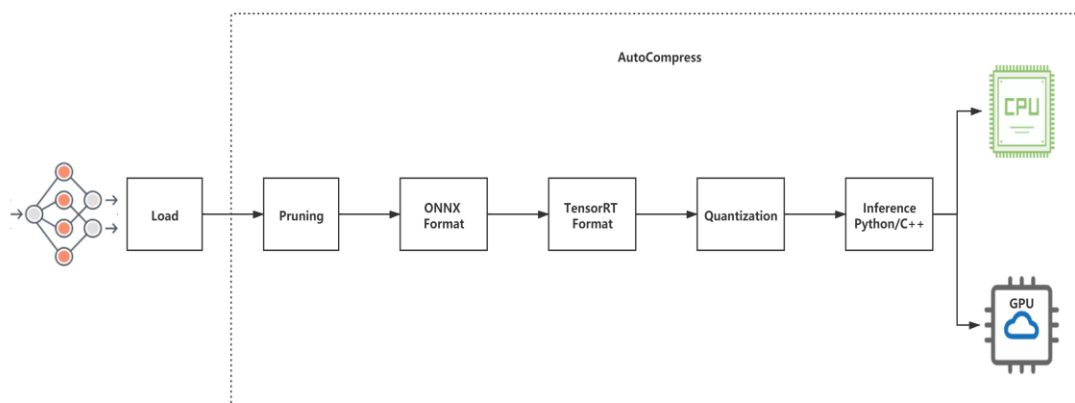 AutoCompress
CPU
Load
Pruning
ONNX
Format
TensorRT
Format
Quantization
Inference
Python/C++
GPU